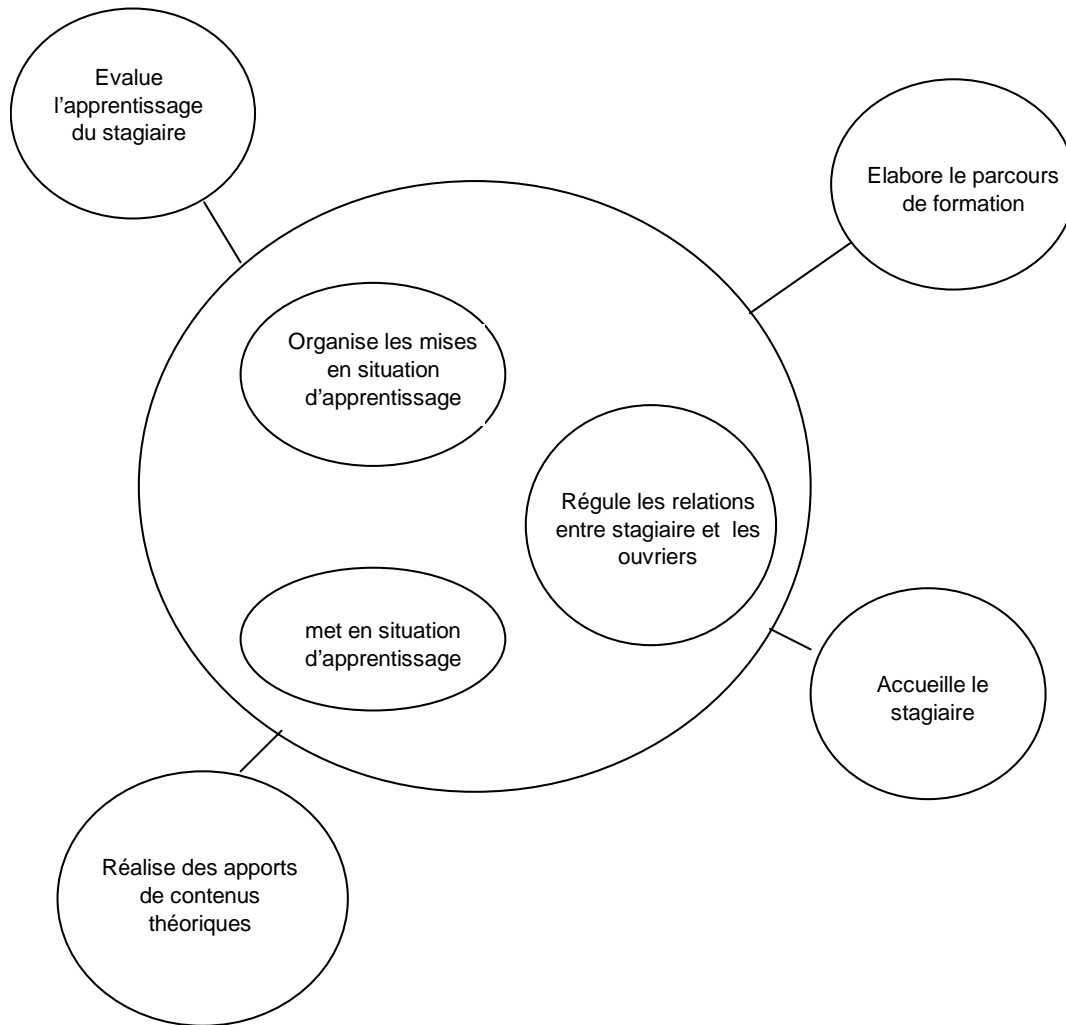 Evalue
l’apprentissage
du stagiaire
Elabore le parcours
de formation
Organise les mises
en situation
d’apprentissage
Régule les relations
entre stagiaire et les
ouvriers
met en situation
d’apprentissage
Accueille le
stagiaire
Réalise des apports
de contenus
théoriques